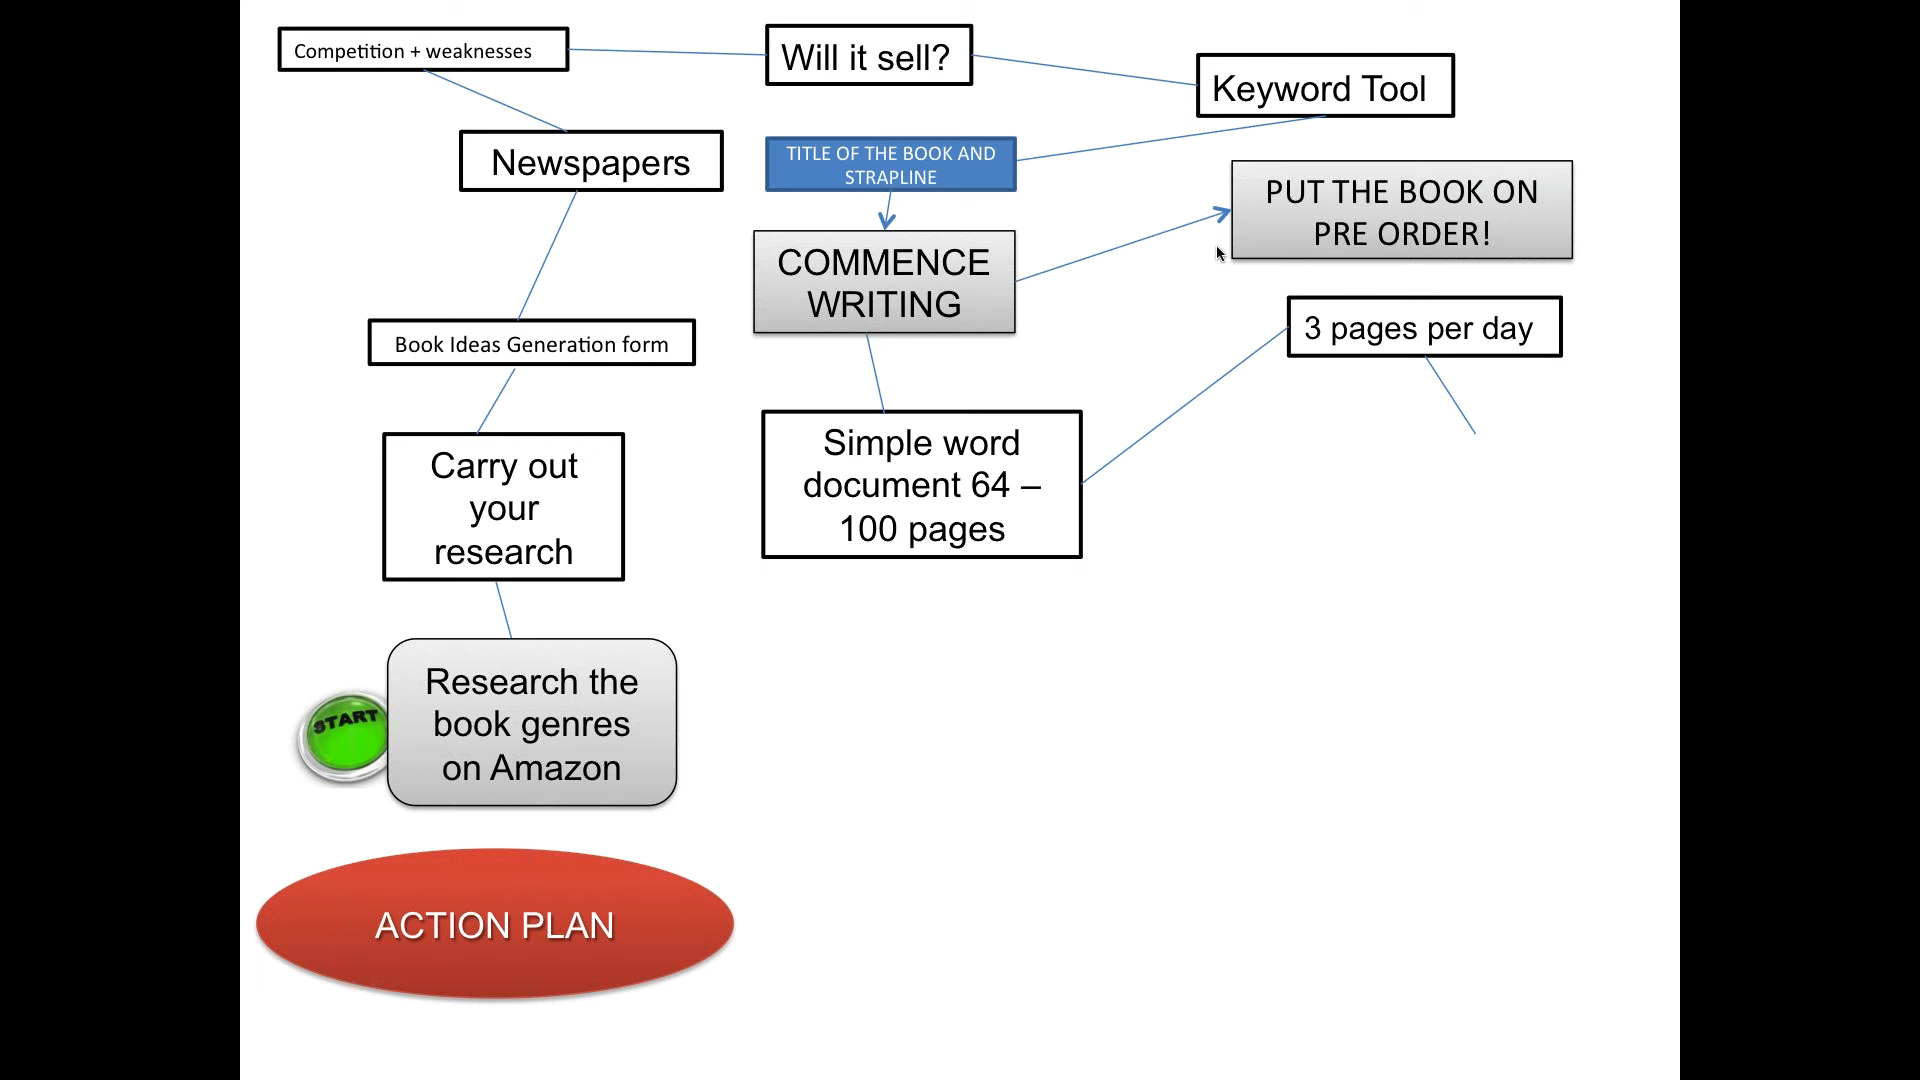 Competition + weaknesses
Will it sell?
Keyword Tool
Newspapers
TITLE OF THE BOOK AND
STRAPLINE
PUT THE BOOK ON
PRE ORDER!
COMMENCE
WRITING
3 pages per day
Book Ideas Generation form
Carry out
your
research
Simple word
document 64 –
100 pages
START
Research the
book genres
on Amazon
ACTION PLAN